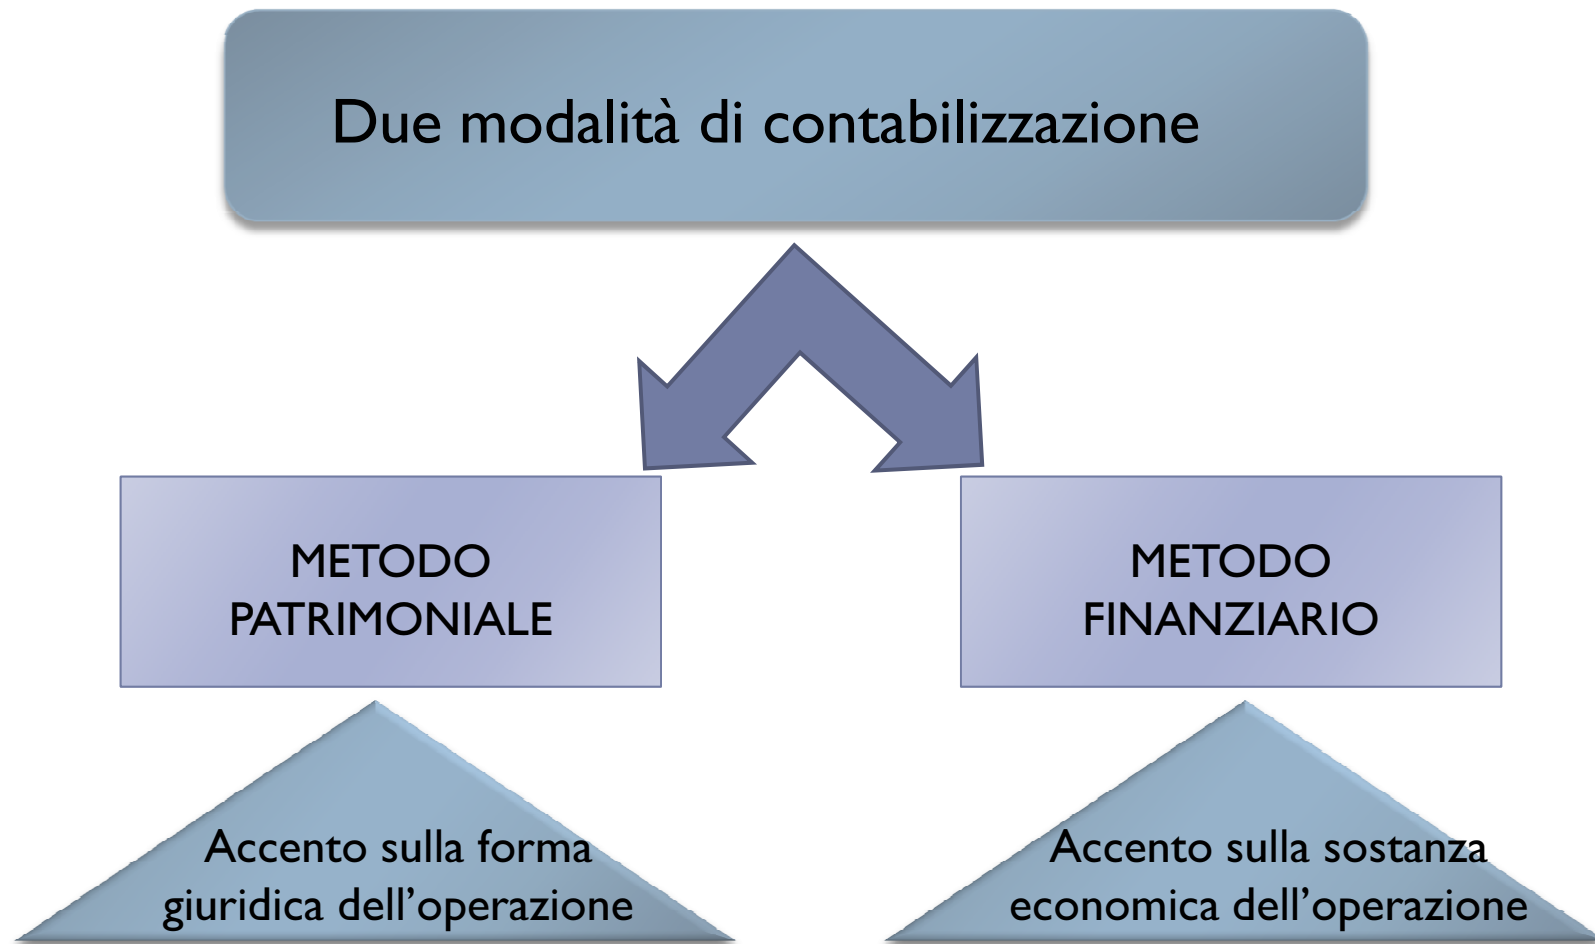 Due modalità di contabilizzazione
METODO
PATRIMONIALE
Accento sulla forma
giuridica dell’operazione
METODO
FINANZIARIO
Accento sulla sostanza
economica dell’operazione